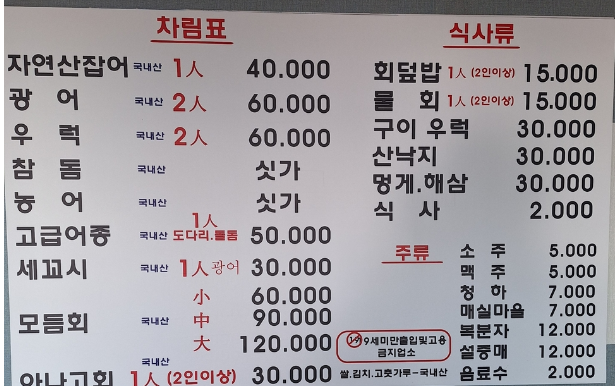 차림표
자연산잡어 국내산 1人 40.000
광 어 국내산 2人 60.000
우 럭 국내산 2人 60.000
참 돔 국내산 싯가
농 어 국내산 싯가
1人
고급어종 국내산 도다리.돌돔 50.000
세꼬시 국내산 1人 광어 30.000
小 60.000
모듬회 국내산 中 90.000
大 120.000
국내산
아나고회 1人 (2인이상) 30.000
식사류
회덮밥 1人 (2인이상) 15.000
물 회 1人 (2인이상) 15.000
구이 우럭 30.000
산낙지 30.000
멍게.해삼 30.000
식 사 2.000
주류
소 주 5.000
맥 주 5.000
청 하 7.000
매실마을 7.000
복분자 12.000
설중매 12.000
음료수 2.000
19 19세미만출입및고용
금지업소
쌀.김치.고춧가루-국내산